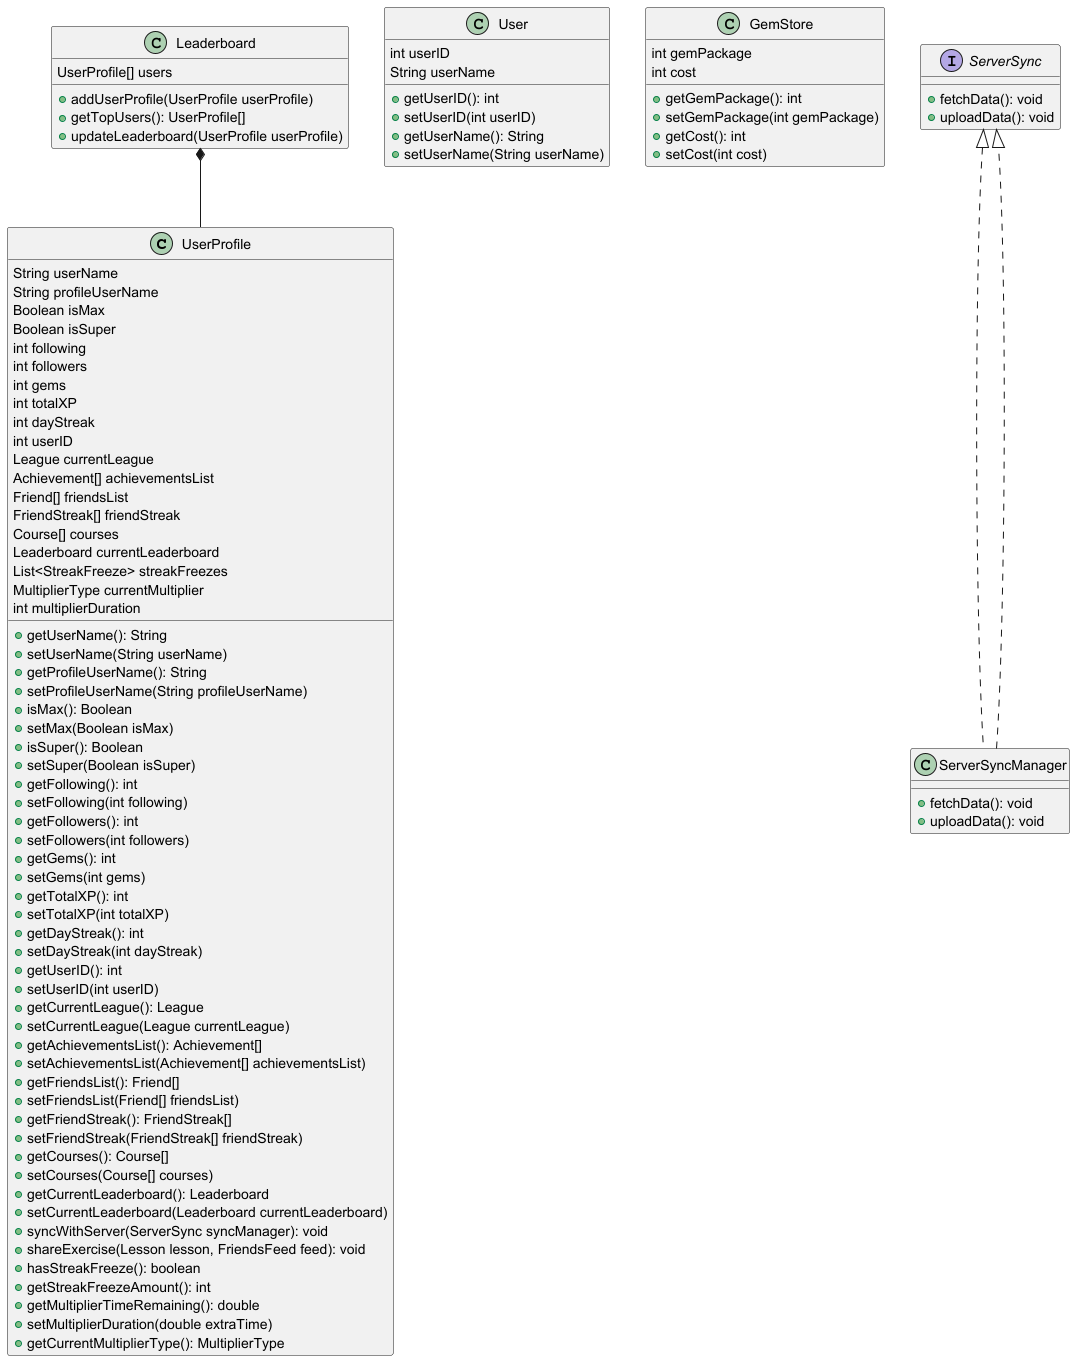 C Leaderboard
UserProfile[] users
addUserProfile(UserProfile userProfile)
getTopUsers(): UserProfile[]
updateLeaderboard(UserProfile userProfile)
C User
int userID
String userName
getUserID(): int
setUserID(int userID)
getUserName(): String
setUserName(String userName)
C GemStore
int gemPackage
int cost
getGemPackage(): int
setGemPackage(int gemPackage)
getCost(): int
setCost(int cost)
I ServerSync
fetchData(): void
uploadData(): void
C UserProfile
String userName
String profileUserName
Boolean isMax
Boolean isSuper
int following
int followers
int gems
int totalXP
int dayStreak
int userID
League currentLeague
Achievement[] achievementsList
Friend[] friendsList
FriendStreak[] friendStreak
Course[] courses
Leaderboard currentLeaderboard
List<StreakFreeze> streakFreezes
MultiplierType currentMultiplier
int multiplierDuration
getUserName(): String
setUserName(String userName)
getProfileUserName(): String
setProfileUserName(String profileUserName)
isMax(): Boolean
setMax(Boolean isMax)
isSuper(): Boolean
setSuper(Boolean isSuper)
getFollowing(): int
setFollowing(int following)
getFollowers(): int
setFollowers(int followers)
getGems(): int
setGems(int gems)
getTotalXP(): int
setTotalXP(int totalXP)
getDayStreak(): int
setDayStreak(int dayStreak)
getUserID(): int
setUserID(int userID)
getCurrentLeague(): League
setCurrentLeague(League currentLeague)
getAchievementsList(): Achievement[]
setAchievementsList(Achievement[] achievementsList)
getFriendsList(): Friend[]
setFriendsList(Friend[] friendsList)
getFriendStreak(): FriendStreak[]
setFriendStreak(FriendStreak[] friendStreak)
getCourses(): Course[]
setCourses(Course[] courses)
getCurrentLeaderboard(): Leaderboard
setCurrentLeaderboard(Leaderboard currentLeaderboard)
syncWithServer(ServerSync syncManager): void
shareExercise(Lesson lesson, FriendsFeed feed): void
hasStreakFreeze(): boolean
getStreakFreezeAmount(): int
getMultiplierTimeRemaining(): double
setMultiplierDuration(double extraTime)
getCurrentMultiplierType(): MultiplierType
C ServerSyncManager
fetchData(): void
uploadData(): void